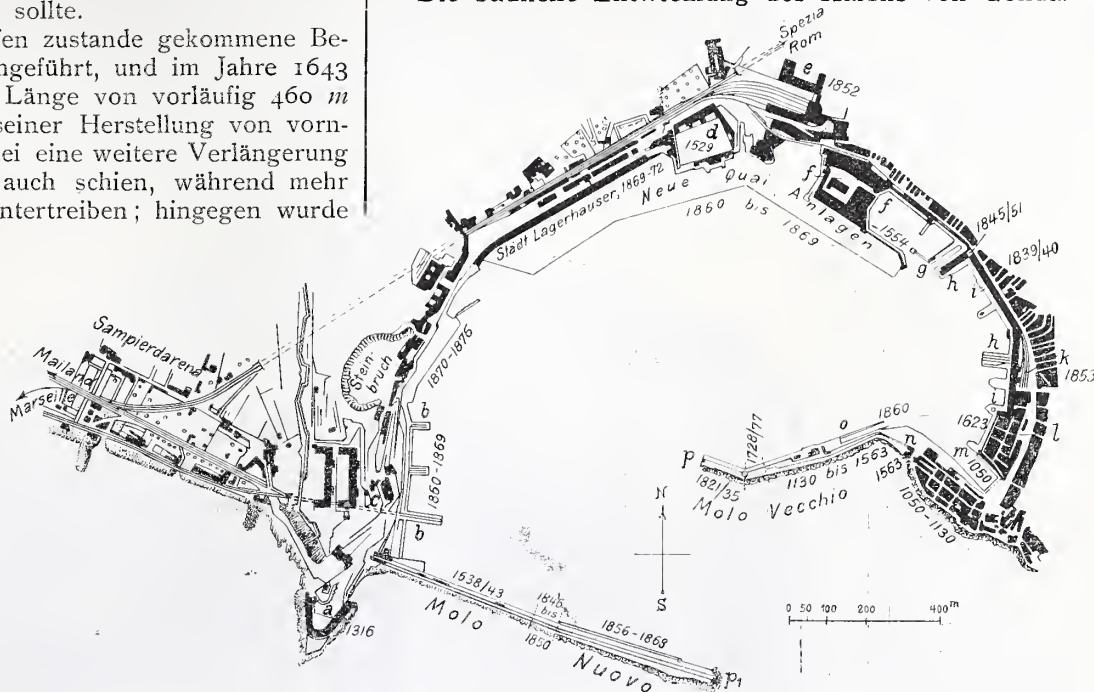 sollte.
fen zustande gekommene Be-
ngeführt, und im Jahre 1643
Länge von vorläufig 460 m
seiner Herstellung von vorn-
ei eine weitere Verlängerung
auch schien, während mehr
ntertreiben; hingegen wurde
Spezia
Rom
e
1852
d
1529
f
f
Städt Lagerhäuser, 1869-72
Neue Quai Anlagen
1860 bis 1869
1554
g
h
i
1845/51
1839/40
h
i
k
1853
l
1623
m
1050
n
1563
1050-1130
o
1860
p
1728/77
1821/35
1130 bis 1563
Molo Vecchio
Sampierdarena
Mailand
Marseille
Stein-
bruch
1870-1876
b
1860-1869
b
c
a
1316
1638/43
1846
bis
1850
1856-1868
Molo Nuovo
p1
N
S
0 50 100 200 400 m